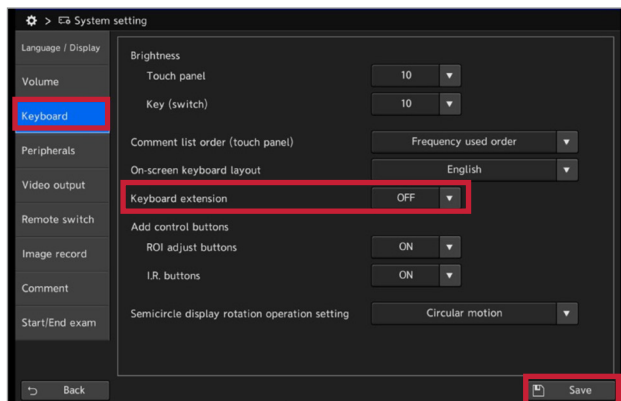 > System setting
Language / Display
Volume
Keyboard
Peripherals
Video output
Remote switch
Image record
Comment
Start/End exam
Back
Brightness
Touch panel 10
Key (switch) 10
Comment list order (touch panel) Frequency used order
On-screen keyboard layout English
Keyboard extension OFF
Add control buttons
ROI adjust buttons ON
I.R. buttons ON
Semicircle display rotation operation setting Circular motion
Save